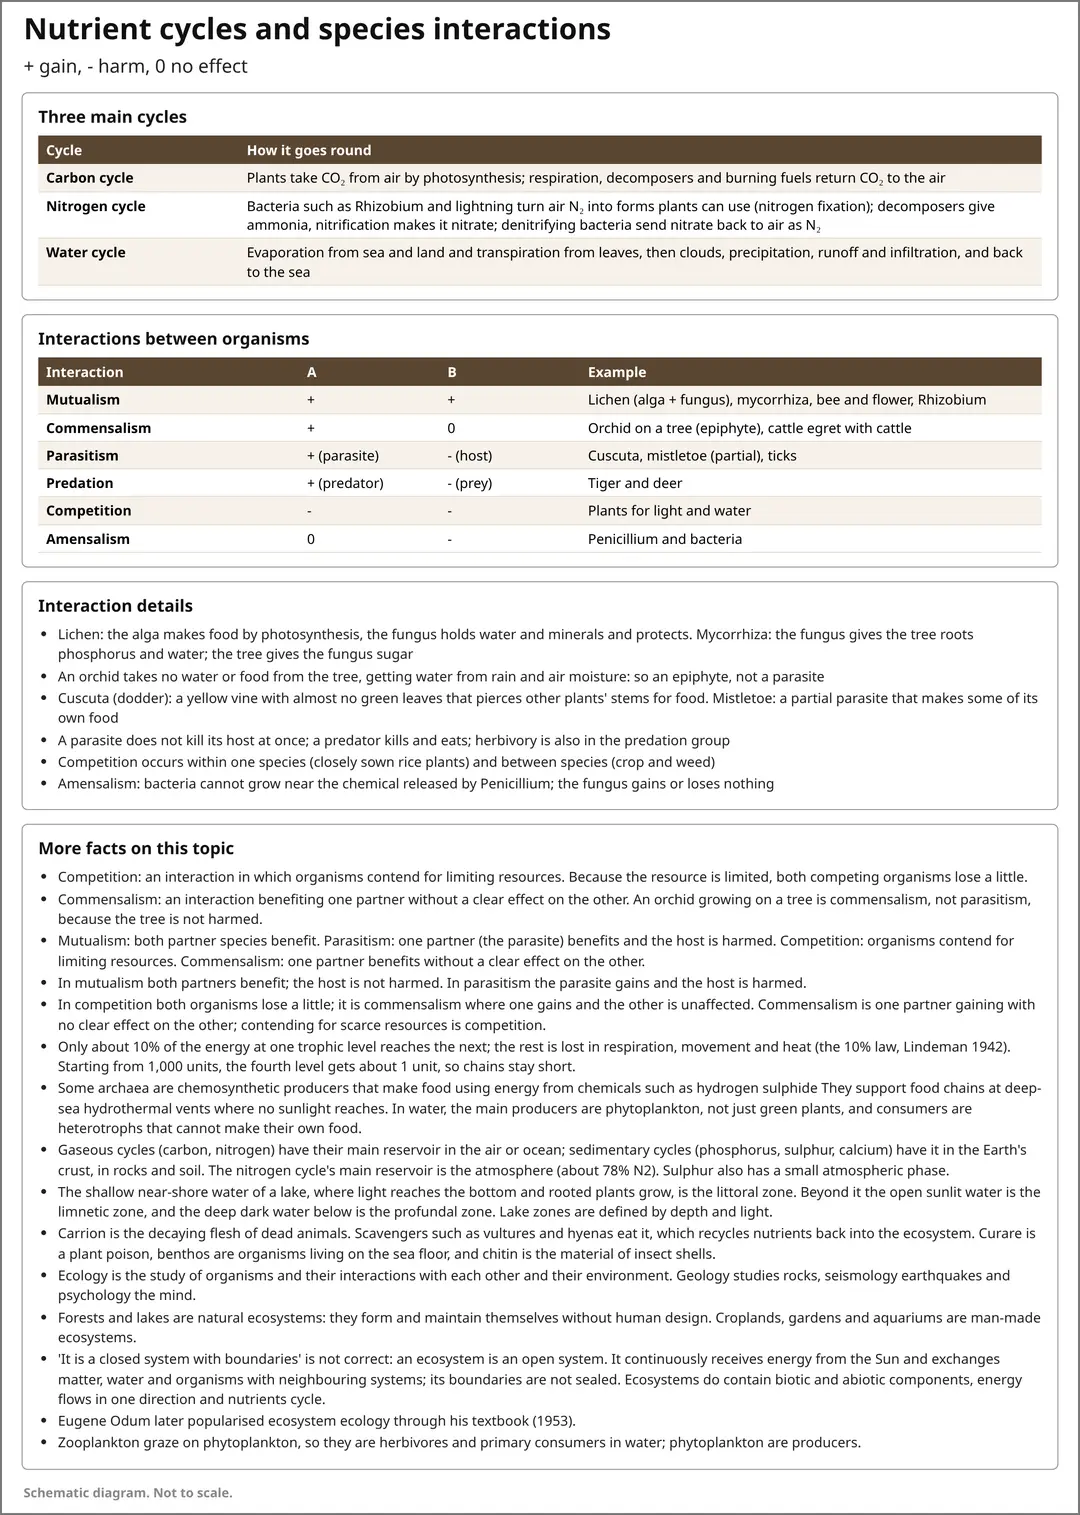 Nutrient cycles and species interactions
+ gain, - harm, 0 no effect
Three main cycles
Cycle How it goes round
Carbon cycle Plants take CO₂ from air by photosynthesis; respiration, decomposers and burning fuels return CO₂ to the air
Nitrogen cycle Bacteria such as Rhizobium and lightning turn air N₂ into forms plants can use (nitrogen fixation); decomposers give
ammonia, nitrification makes it nitrate; denitrifying bacteria send nitrate back to air as N₂
Water cycle Evaporation from sea and land and transpiration from leaves, then clouds, precipitation, runoff and infiltration, and back
to the sea
Interactions between organisms
Interaction A B Example
Mutualism + + Lichen (alga + fungus), mycorrhiza, bee and flower, Rhizobium
Commensalism + 0 Orchid on a tree (epiphyte), cattle egret with cattle
Parasitism + (parasite) - (host) Cuscuta, mistletoe (partial), ticks
Predation + (predator) - (prey) Tiger and deer
Competition - - Plants for light and water
Amensalism 0 - Penicillium and bacteria
Interaction details
• Lichen: the alga makes food by photosynthesis, the fungus holds water and minerals and protects. Mycorrhiza: the fungus gives the tree roots
phosphorus and water; the tree gives the fungus sugar
• An orchid takes no water or food from the tree, getting water from rain and air moisture: so an epiphyte, not a parasite
• Cuscuta (dodder): a yellow vine with almost no green leaves that pierces other plants' stems for food. Mistletoe: a partial parasite that makes some of its
own food
• A parasite does not kill its host at once; a predator kills and eats; herbivory is also in the predation group
• Competition occurs within one species (closely sown rice plants) and between species (crop and weed)
• Amensalism: bacteria cannot grow near the chemical released by Penicillium; the fungus gains or loses nothing
More facts on this topic
• Competition: an interaction in which organisms contend for limiting resources. Because the resource is limited, both competing organisms lose a little.
• Commensalism: an interaction benefiting one partner without a clear effect on the other. An orchid growing on a tree is commensalism, not parasitism,
because the tree is not harmed.
• Mutualism: both partner species benefit. Parasitism: one partner (the parasite) benefits and the host is harmed. Competition: organisms contend for
limiting resources. Commensalism: one partner benefits without a clear effect on the other.
• In mutualism both partners benefit; the host is not harmed. In parasitism the parasite gains and the host is harmed.
• In competition both organisms lose a little; it is commensalism where one gains and the other is unaffected. Commensalism is one partner gaining with
no clear effect on the other; contending for scarce resources is competition.
• Only about 10% of the energy at one trophic level reaches the next; the rest is lost in respiration, movement and heat (the 10% law, Lindeman 1942).
Starting from 1,000 units, the fourth level gets about 1 unit, so chains stay short.
• Some archaea are chemosynthetic producers that make food using energy from chemicals such as hydrogen sulphide They support food chains at deep-
sea hydrothermal vents where no sunlight reaches. In water, the main producers are phytoplankton, not just green plants, and consumers are
heterotrophs that cannot make their own food.
• Gaseous cycles (carbon, nitrogen) have their main reservoir in the air or ocean; sedimentary cycles (phosphorus, sulphur, calcium) have it in the Earth's
crust, in rocks and soil. The nitrogen cycle's main reservoir is the atmosphere (about 78% N2). Sulphur also has a small atmospheric phase.
• The shallow near-shore water of a lake, where light reaches the bottom and rooted plants grow, is the littoral zone. Beyond it the open sunlit water is the
limnetic zone, and the deep dark water below is the profundal zone. Lake zones are defined by depth and light.
• Carrion is the decaying flesh of dead animals. Scavengers such as vultures and hyenas eat it, which recycles nutrients back into the ecosystem. Curare is
a plant poison, benthos are organisms living on the sea floor, and chitin is the material of insect shells.
• Ecology is the study of organisms and their interactions with each other and their environment. Geology studies rocks, seismology earthquakes and
psychology the mind.
• Forests and lakes are natural ecosystems: they form and maintain themselves without human design. Croplands, gardens and aquariums are man-made
ecosystems.
• 'It is a closed system with boundaries' is not correct: an ecosystem is an open system. It continuously receives energy from the Sun and exchanges
matter, water and organisms with neighbouring systems; its boundaries are not sealed. Ecosystems do contain biotic and abiotic components, energy
flows in one direction and nutrients cycle.
• Eugene Odum later popularised ecosystem ecology through his textbook (1953).
• Zooplankton graze on phytoplankton, so they are herbivores and primary consumers in water; phytoplankton are producers.
Schematic diagram. Not to scale.